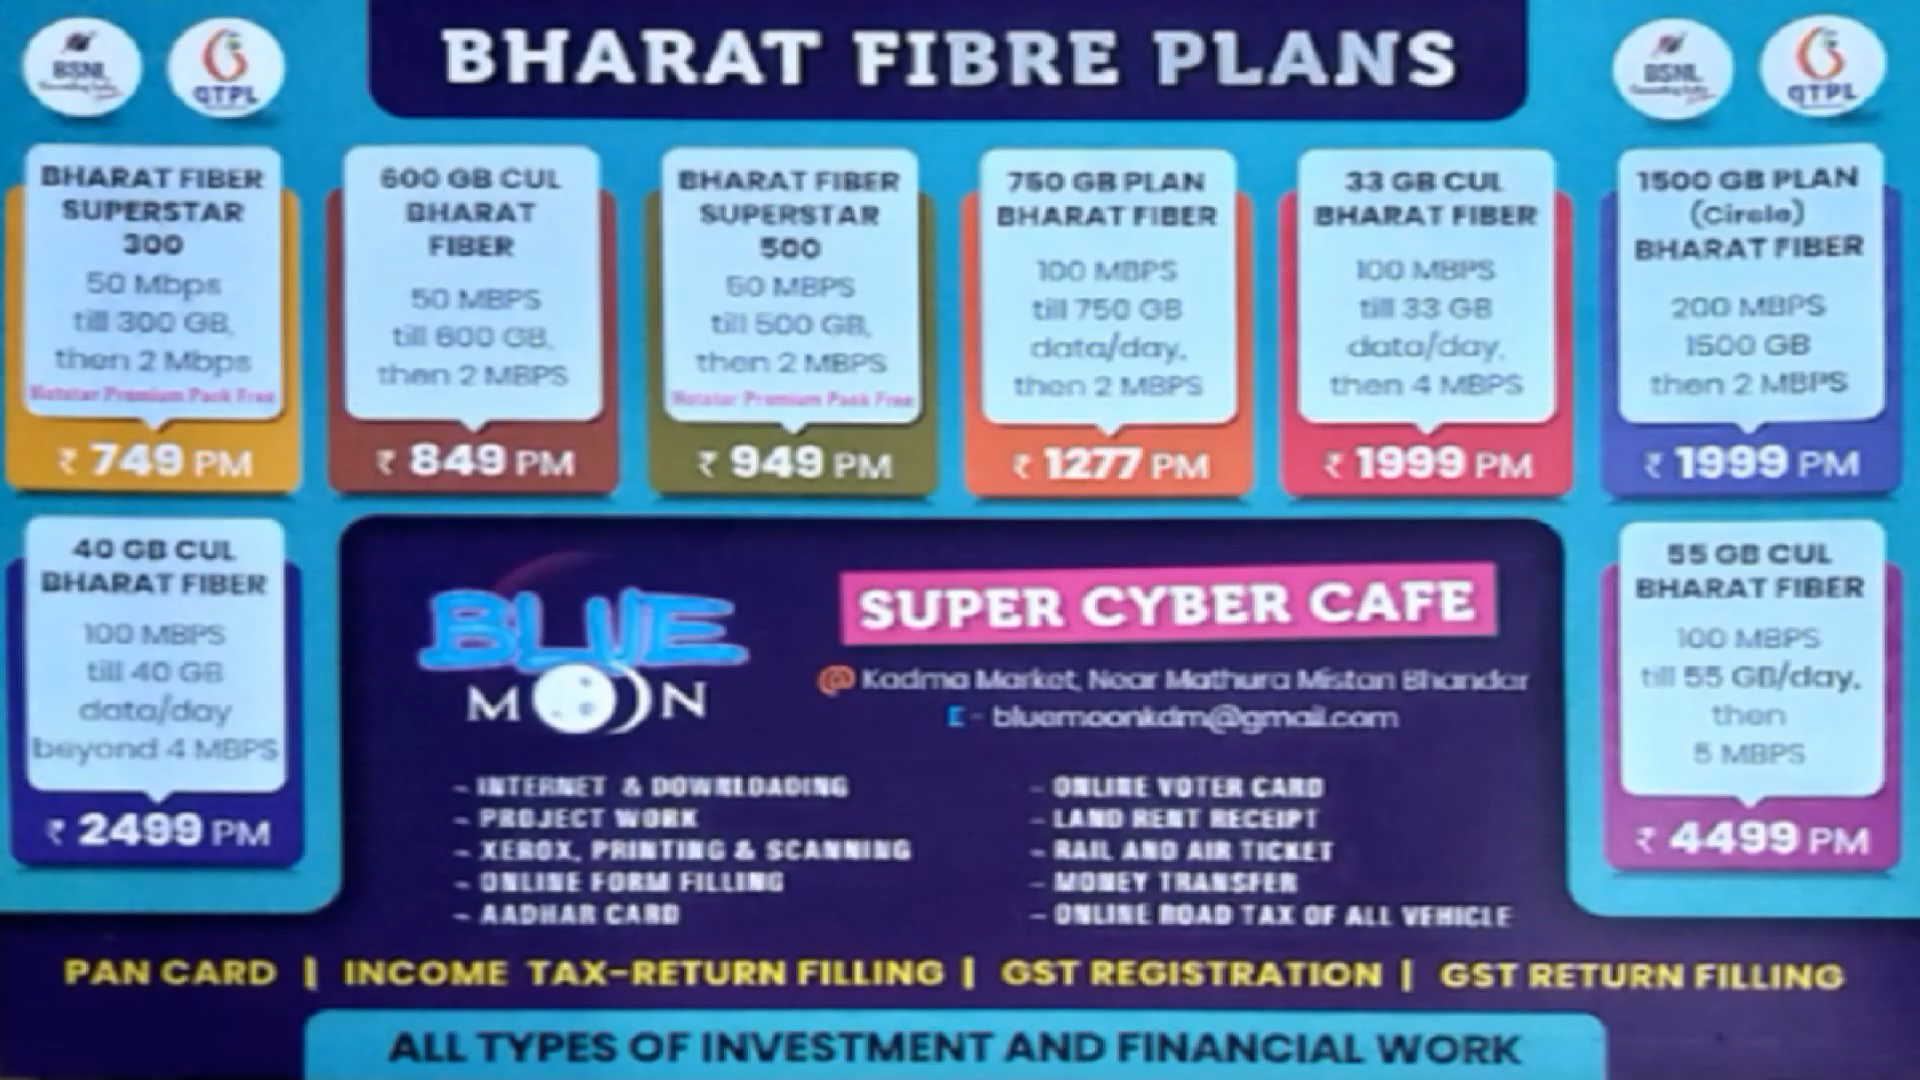 BHARAT FIBRE PLANS
BSNL
GTPL
BSNL
GTPL
BHARAT FIBER
SUPERSTAR
300
50 Mbps
till 300 GB,
then 2 Mbps
Hotstar Premium Pack Free
₹ 749 PM
600 GB CUL
BHARAT
FIBER
50 MBPS
till 600 GB,
then 2 MBPS
₹ 849 PM
BHARAT FIBER
SUPERSTAR
500
50 MBPS
till 500 GB,
then 2 MBPS
Hotstar Premium Pack Free
₹ 949 PM
750 GB PLAN
BHARAT FIBER
100 MBPS
till 750 GB
data/day,
then 2 MBPS
₹ 1277 PM
33 GB CUL
BHARAT FIBER
100 MBPS
till 33 GB
data/day,
then 4 MBPS
₹ 1999 PM
1500 GB PLAN
(Circle)
BHARAT FIBER
200 MBPS
1500 GB
then 2 MBPS
₹ 1999 PM
40 GB CUL
BHARAT FIBER
100 MBPS
till 40 GB
data/day
beyond 4 MBPS
₹ 2499 PM
BLUE
MOON
SUPER CYBER CAFE
@ Kadma Market, Near Mathura Mistan Bhandar
E - bluemoonkdm@gmail.com
- INTERNET & DOWNLOADING
- PROJECT WORK
- XEROX, PRINTING & SCANNING
- ONLINE FORM FILLING
- AADHAR CARD
- ONLINE VOTER CARD
- LAND RENT RECEIPT
- RAIL AND AIR TICKET
- MONEY TRANSFER
- ONLINE ROAD TAX OF ALL VEHICLE
55 GB CUL
BHARAT FIBER
100 MBPS
till 55 GB/day,
then
5 MBPS
₹ 4499 PM
PAN CARD | INCOME TAX-RETURN FILLING | GST REGISTRATION | GST RETURN FILLING
ALL TYPES OF INVESTMENT AND FINANCIAL WORK